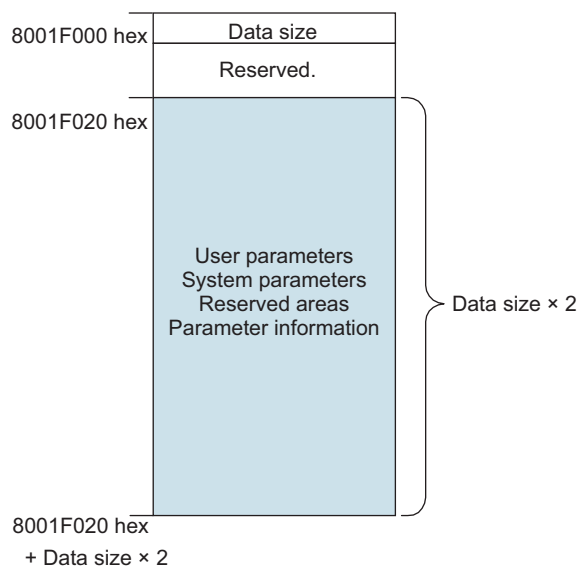 8001F000 hex
Data size
Reserved.
8001F020 hex
User parameters
System parameters
Reserved areas
Parameter information
Data size × 2
8001F020 hex
+ Data size × 2